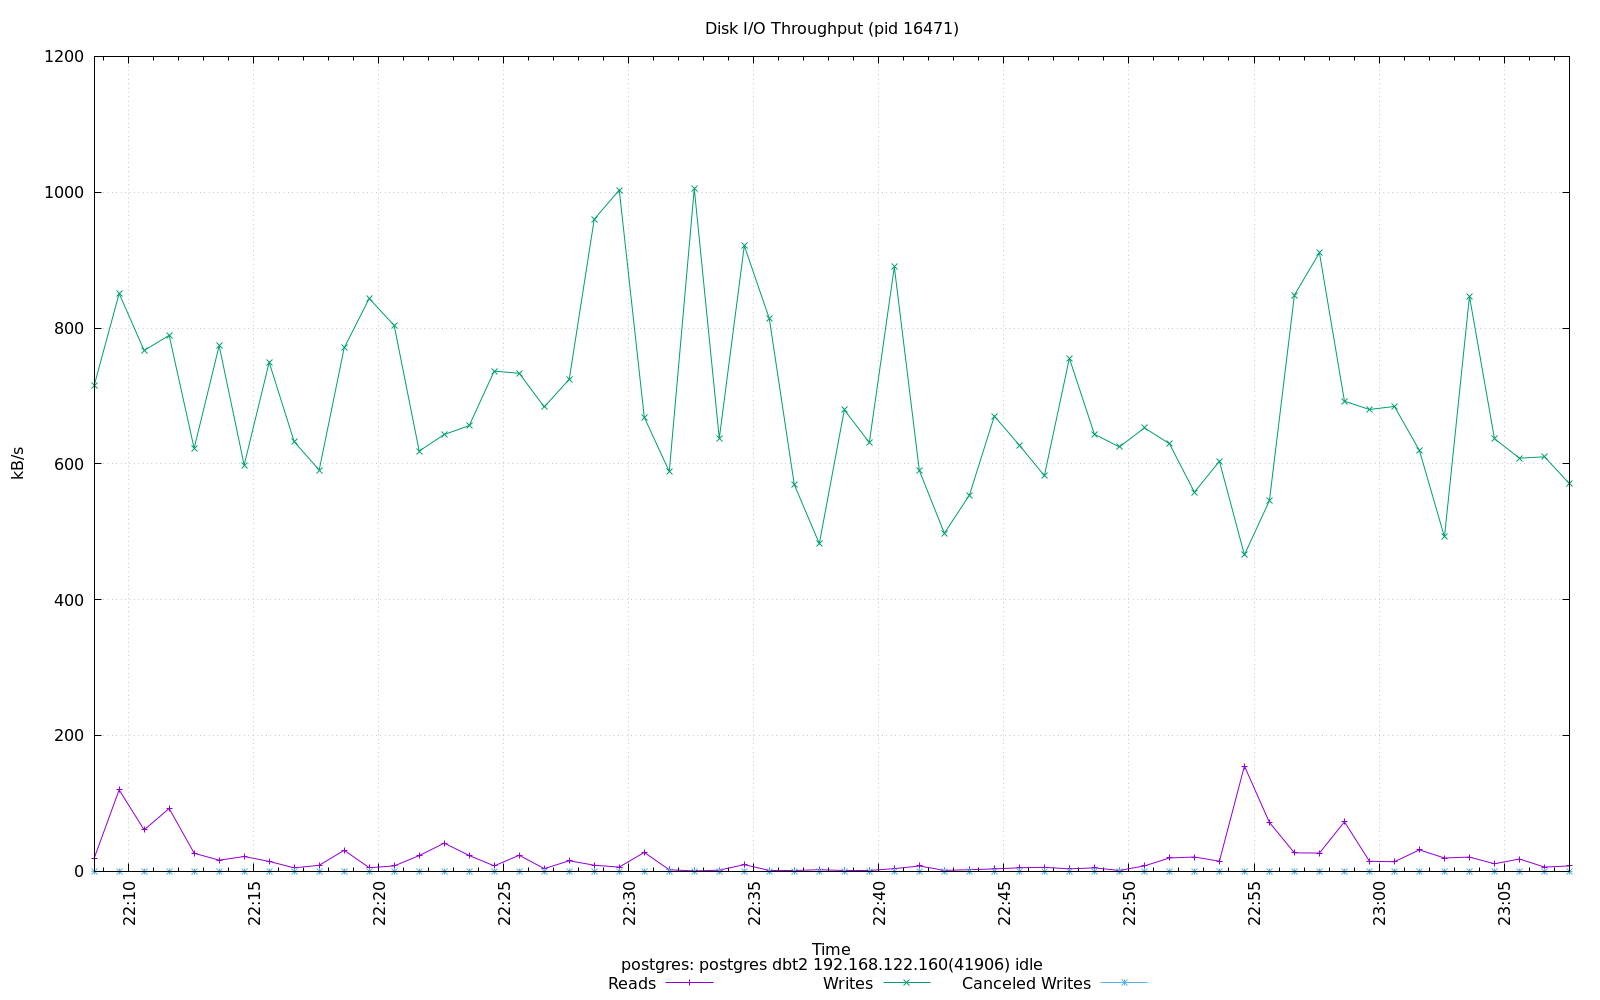 Disk I/O Throughput (pid 16471)
1200
1000
800
600
400
200
0
kB/s
22:10 22:15 22:20 22:25 22:30 22:35 22:40 22:45 22:50 22:55 23:00 23:05
Time
postgres: postgres dbt2 192.168.122.160(41906) idle
Reads Writes Canceled Writes